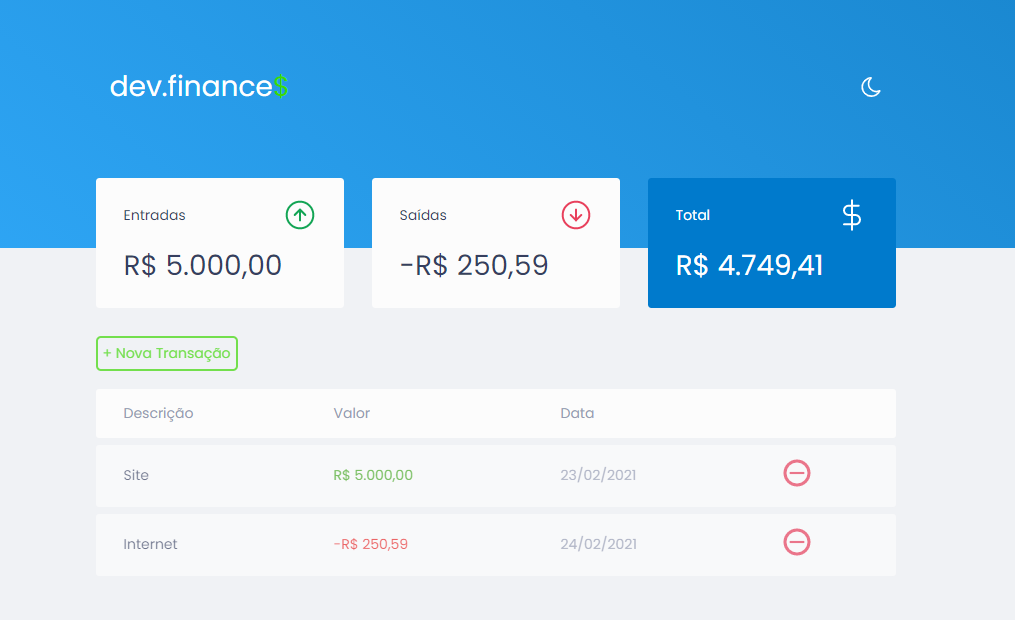 dev.finance$
Entradas
R$ 5.000,00
Saídas
-R$ 250,59
Total
R$ 4.749,41
+ Nova Transação
Descrição Valor Data
Site R$ 5.000,00 23/02/2021
Internet -R$ 250,59 24/02/2021